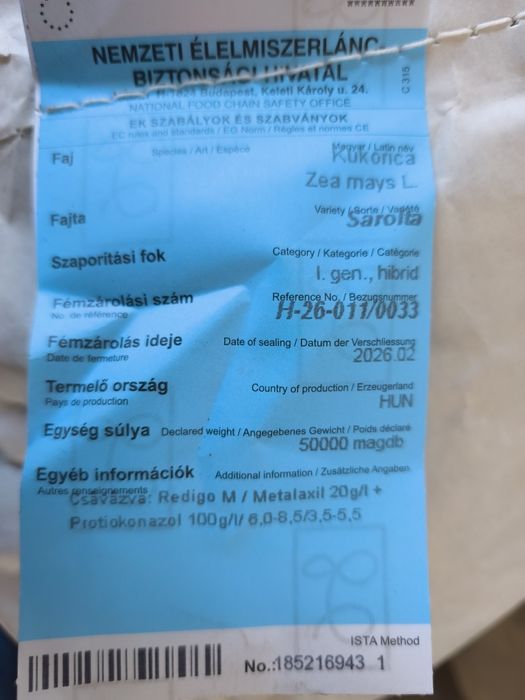 **********
NEMZETI ÉLELMISZERLÁNC-
BIZTONSÁGI HIVATAL
H-1024 Budapest, Keleti Károly u. 24.
NATIONAL FOOD CHAIN SAFETY OFFICE
C 315
EK SZABÁLYOK ÉS SZABVÁNYOK
EC rules and standards / EG Norm / Règles et normes CE
Faj Species / Art / Espèce Magyar / Latin név
Kukorica
Zea mays L.
Fajta Variety / Sorte / Variété
Sarolta
Szaporítási fok Category / Kategorie / Catégorie
I. gen., hibrid
Fémzárolási szám Reference No. / Bezugsnummer
No. de référence H-26-011/0033
Fémzárolás ideje Date of sealing / Datum der Verschliessung
Date de fermeture 2026.02
Termelő ország Country of production / Erzeugerland
Pays de production HUN
Egység súlya Declared weight / Angegebenes Gewicht / Poids déclaré
50000 magdb
Egyéb információk Additional information / Zusätzliche Angaben
Autres renseignements
Csávázva: Redigo M / Metalaxil 20g/l +
Protiokonazol 100g/l/ 6,0-8,5/3,5-5,5
ISTA Method
No.:185216943 1